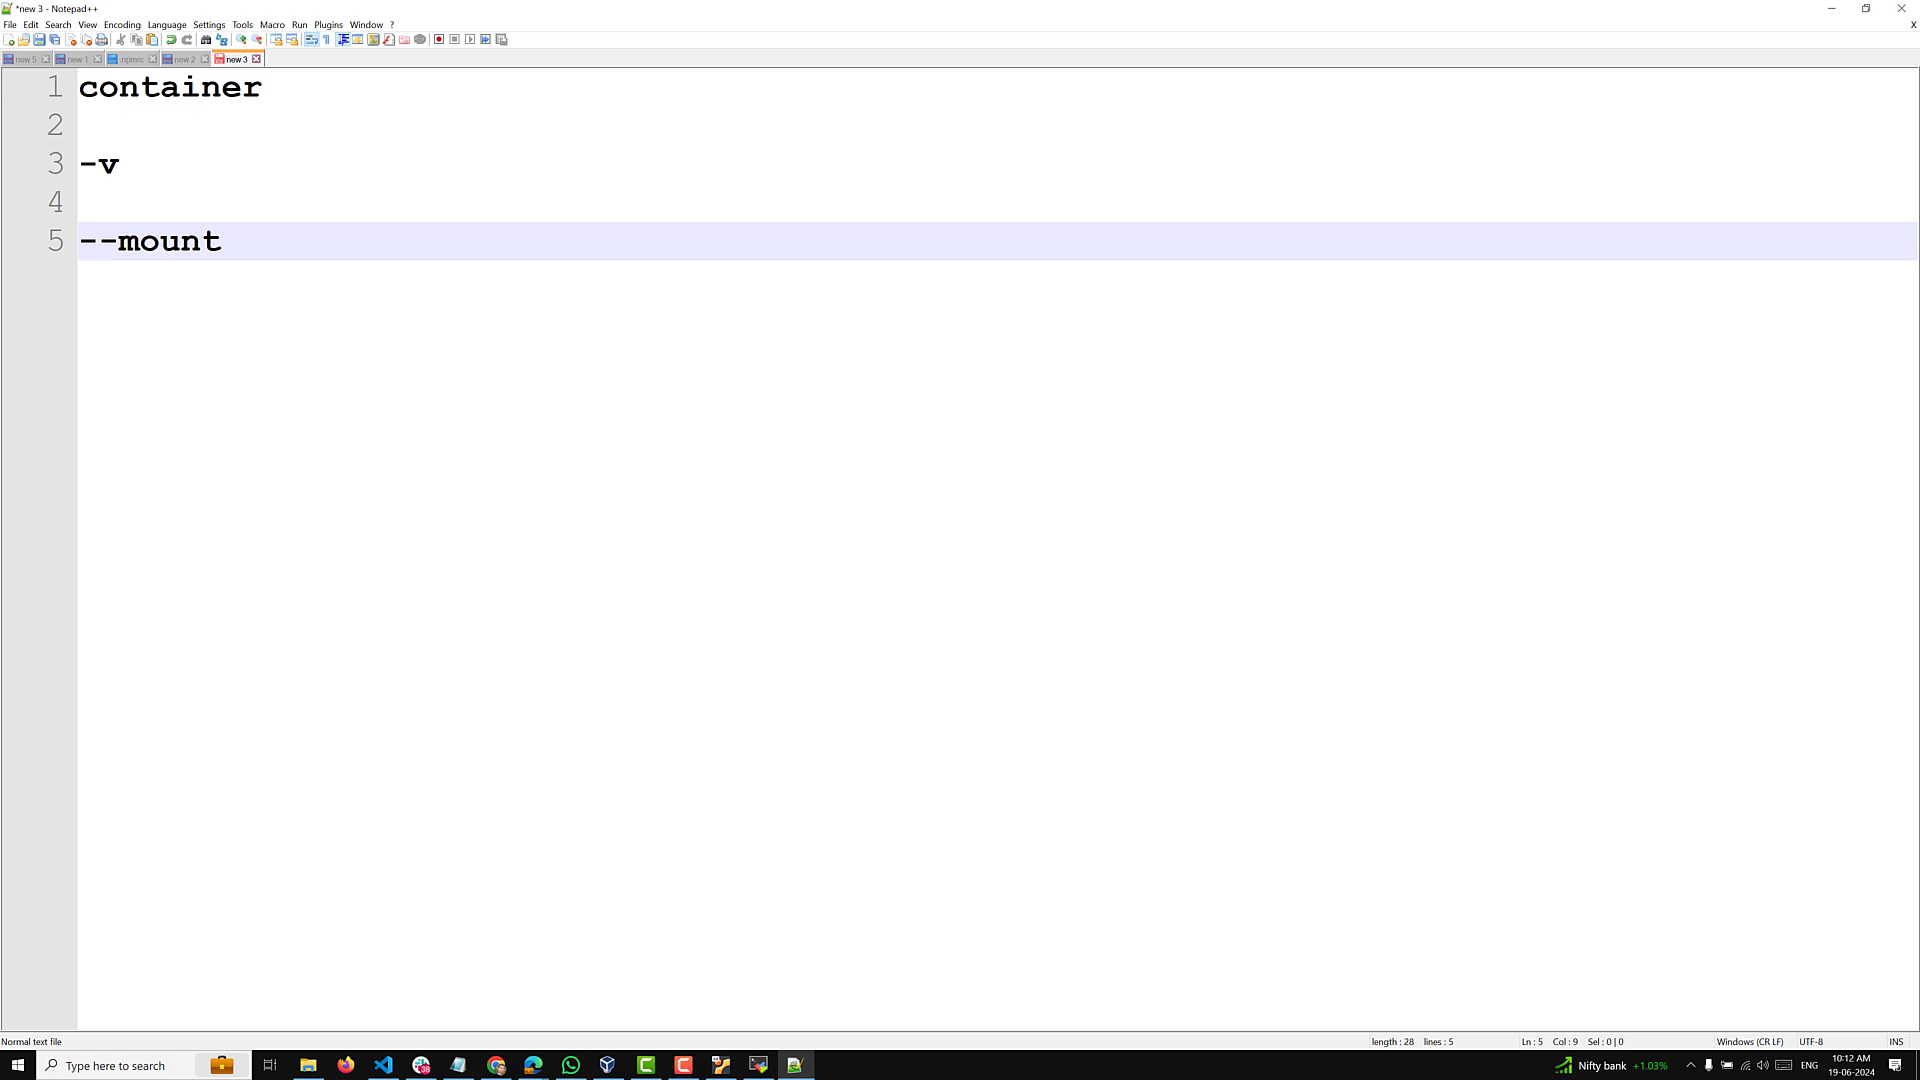 *new 3 - Notepad++
File Edit Search View Encoding Language Settings Tools Macro Run Plugins Window ? X
new 5 new 1 npmrc new 2 new 3
1 container
2
3 -v
4
5 --mount
Normal text file length : 28 lines : 5 Ln : 5 Col : 9 Sel : 0 | 0 Windows (CR LF) UTF-8 INS
Type here to search 38 Nifty bank +1.03% ENG 10:12 AM
19-06-2024